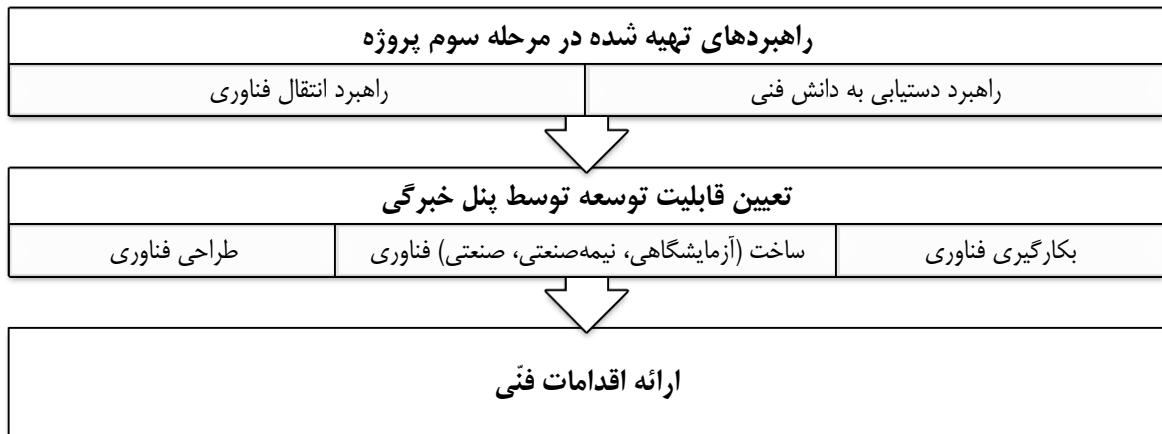 راهبردهای تهیه شده در مرحله سوم پروژه
راهبرد دستیابی به دانش فنی
راهبرد انتقال فناوری
تعیین قابلیت توسعه توسط پنل خبرگی
بکارگیری فناوری
ساخت (آزمایشگاهی، نیمه‌صنعتی، صنعتی) فناوری
طراحی فناوری
ارائه اقدامات فنّی